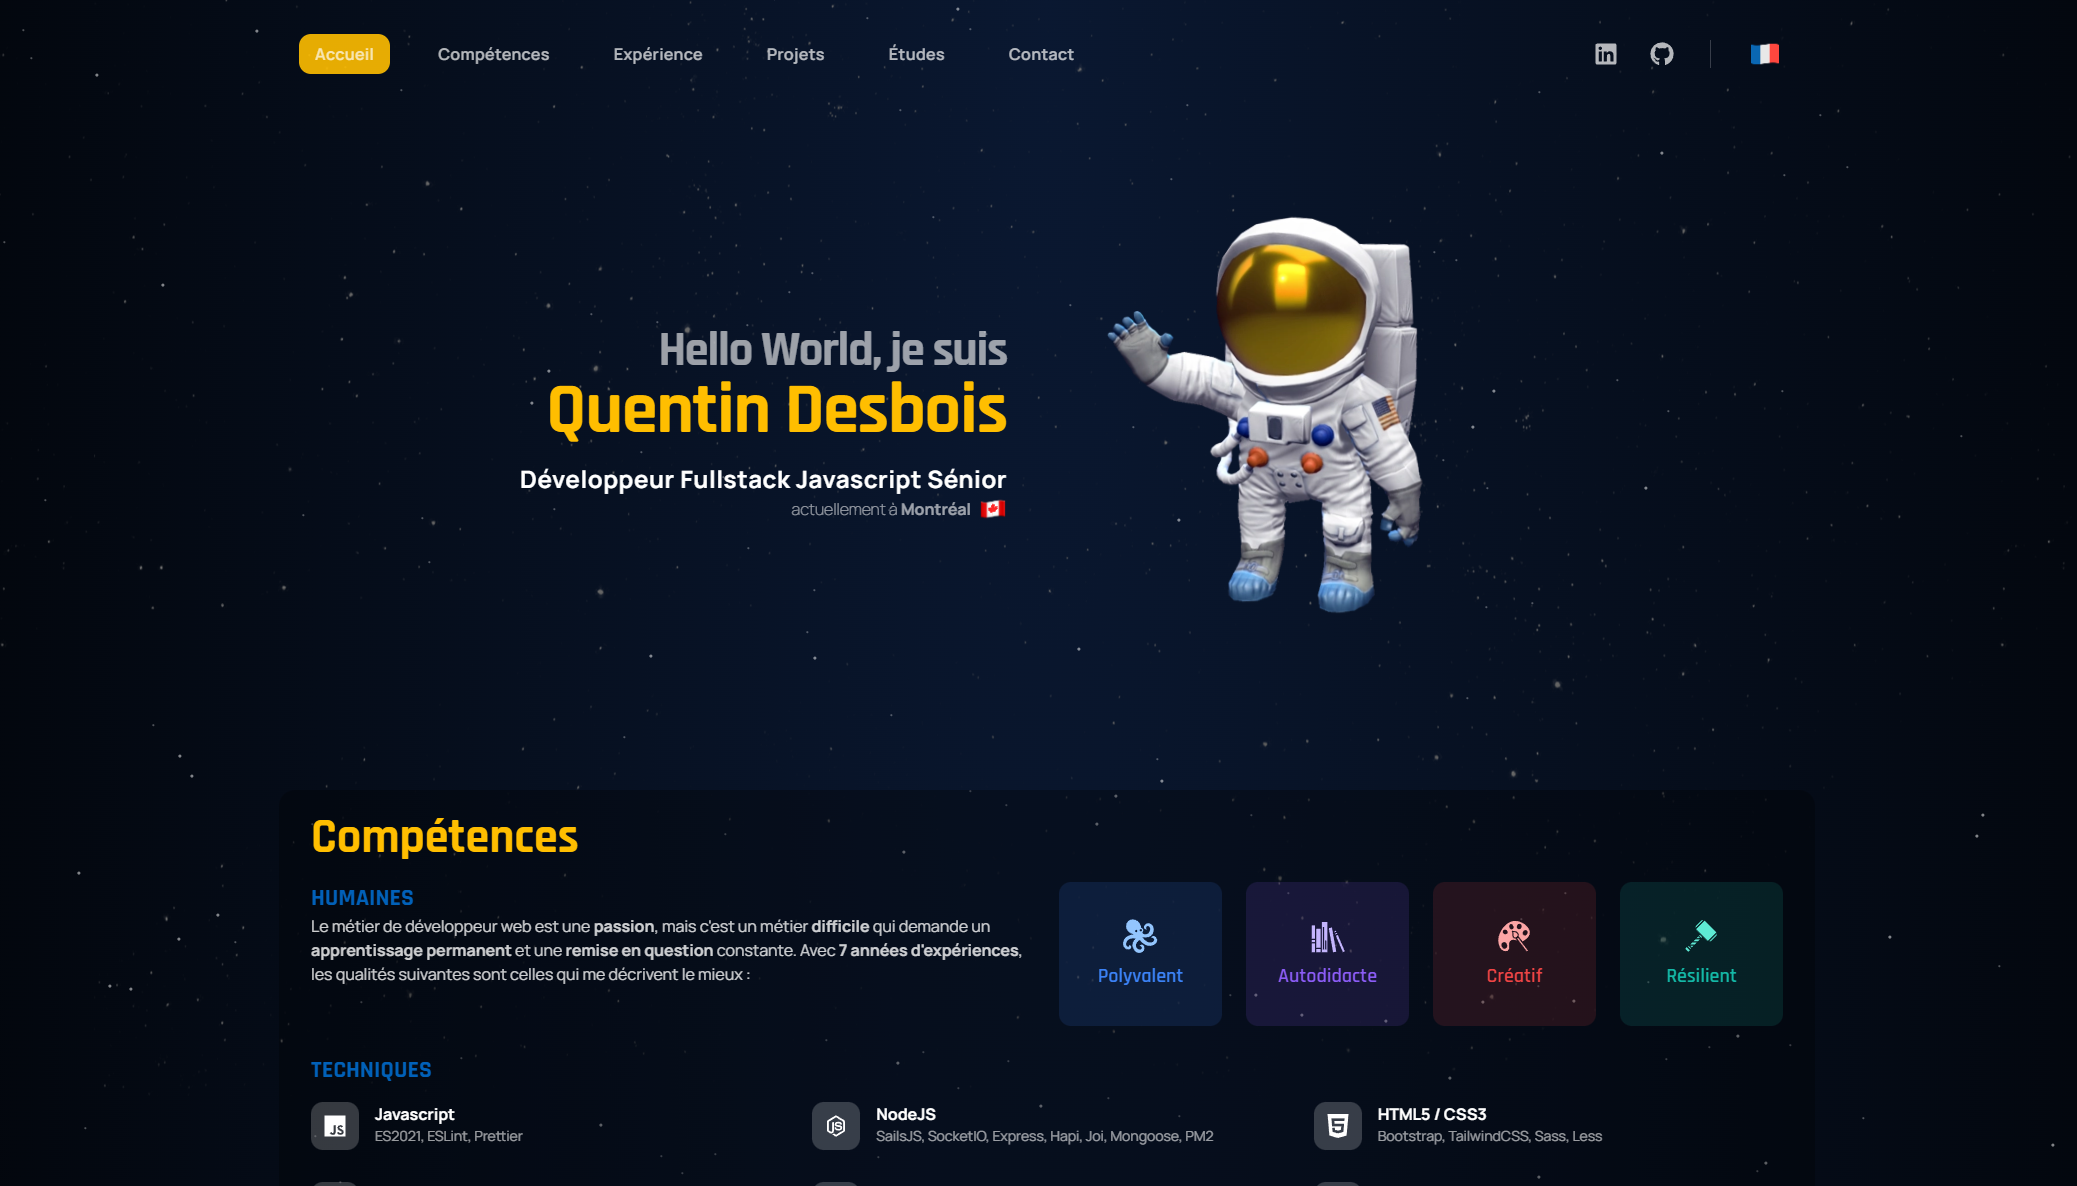 Accueil
Compétences
Expérience
Projets
Études
Contact
Hello World, je suis
Quentin Desbois
Développeur Fullstack Javascript Sénior
actuellement à Montréal
Compétences
HUMAINES
Le métier de développeur web est une passion, mais c'est un métier difficile qui demande un
apprentissage permanent et une remise en question constante. Avec 7 années d'expériences,
les qualités suivantes sont celles qui me décrivent le mieux :
Polyvalent
Autodidacte
Créatif
Résilient
TECHNIQUES
JS
Javascript
ES2021, ESLint, Prettier
JS
NodeJS
SailsJS, SocketIO, Express, Hapi, Joi, Mongoose, PM2
5
HTML5 / CSS3
Bootstrap, TailwindCSS, Sass, Less